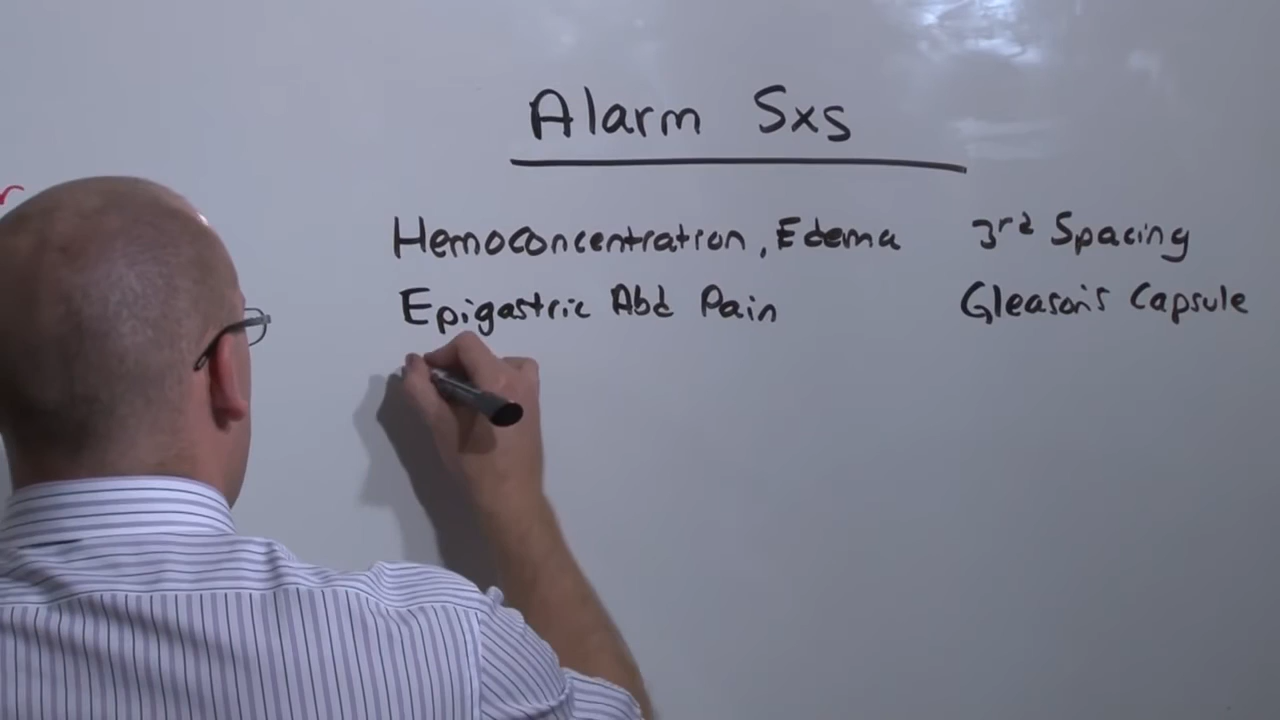 Alarm Sxs
Hemoconcentration, Edema 3rd Spacing
Epigastric Abd Pain Gleason's Capsule